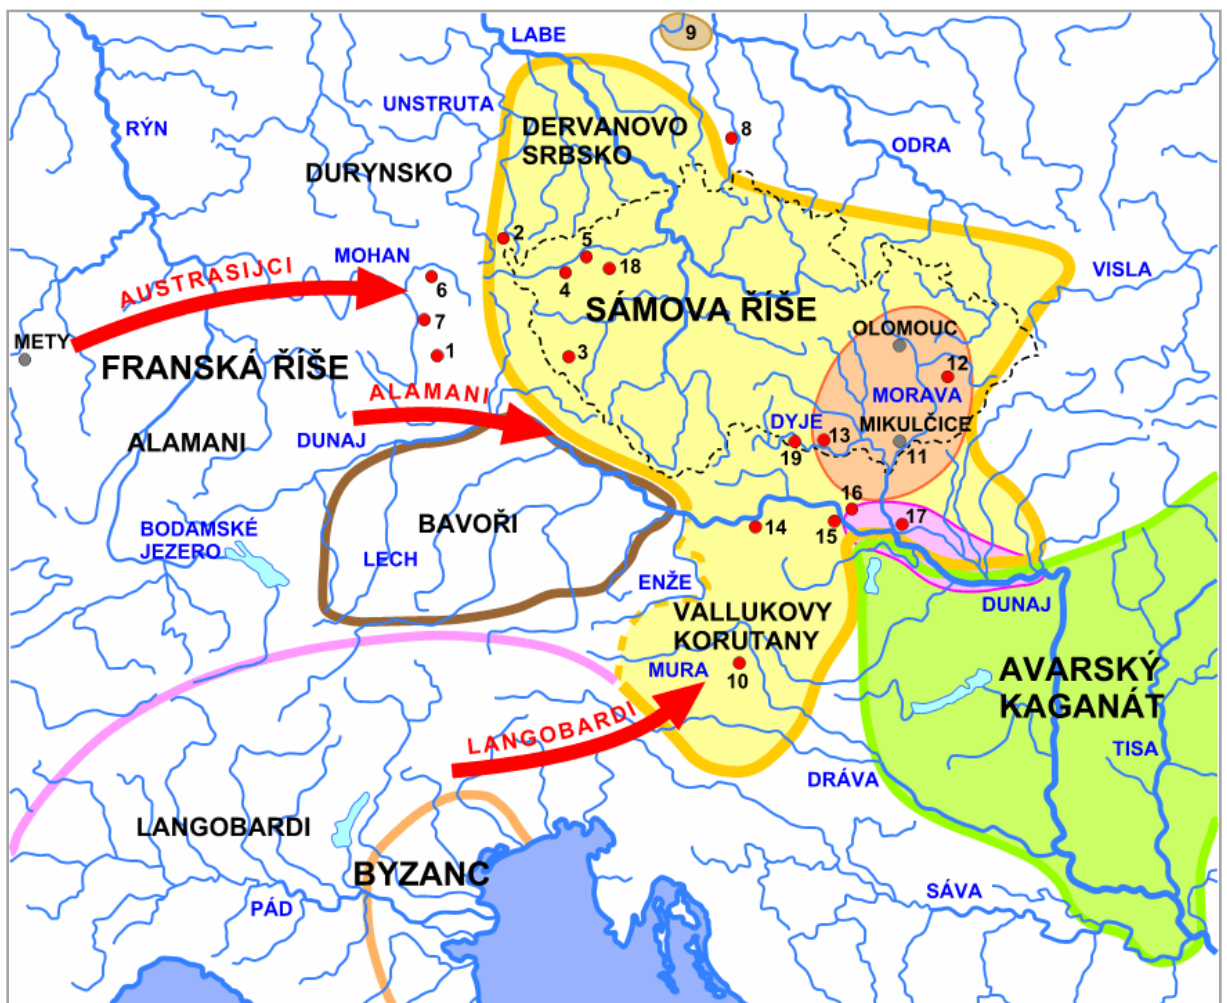 9
LABE
UNSTRUTA
RÝN
DERVANOVO
SRBSKO
8
ODRA
DURYNSKO
2
MOHAN
5
AUSTRASIJCI
18
VISLA
4
6
SÁMOVA ŘÍŠE
7
OLOMOUC
METY
1
3
FRANSKÁ ŘÍŠE
12
ALAMANI
MORAVA
DYJE
MIKULČICE
DUNAJ
ALAMANI
13
19
11
16
BODAMSKÉ
JEZERO
BAVOŘI
14
15
17
LECH
ENŽE
DUNAJ
VALLUKOVY
KORUTANY
MURA
10
AVARSKÝ
KAGANÁT
LANGOBARDI
TISA
DRÁVA
LANGOBARDI
BYZANC
SÁVA
PÁD